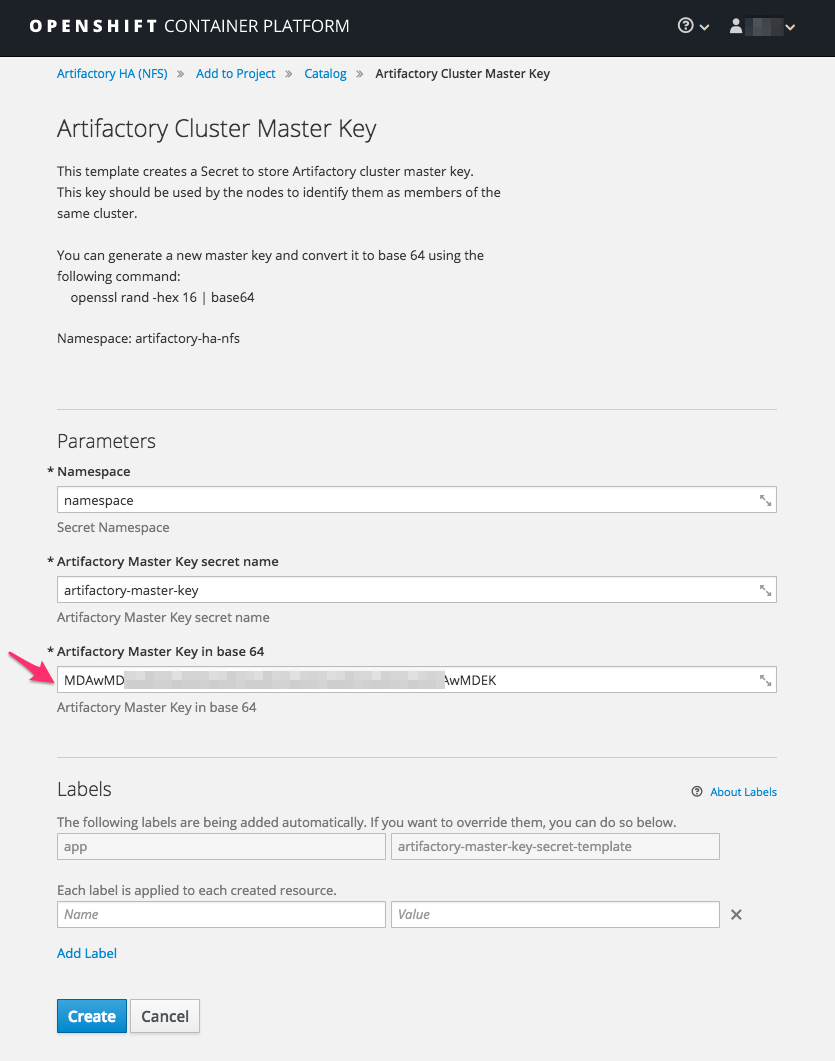 OPENSHIFT CONTAINER PLATFORM
Artifactory HA (NFS) » Add to Project » Catalog » Artifactory Cluster Master Key
Artifactory Cluster Master Key
This template creates a Secret to store Artifactory cluster master key.
This key should be used by the nodes to identify them as members of the
same cluster.
You can generate a new master key and convert it to base 64 using the
following command:
openssl rand -hex 16 | base64
Namespace: artifactory-ha-nfs
Parameters
* Namespace
namespace
Secret Namespace
* Artifactory Master Key secret name
artifactory-master-key
Artifactory Master Key secret name
* Artifactory Master Key in base 64
MDAwMD AwMDEK
Artifactory Master Key in base 64
Labels
About Labels
The following labels are being added automatically. If you want to override them, you can do so below.
app artifactory-master-key-secret-template
Each label is applied to each created resource.
Name Value
Add Label
Create Cancel